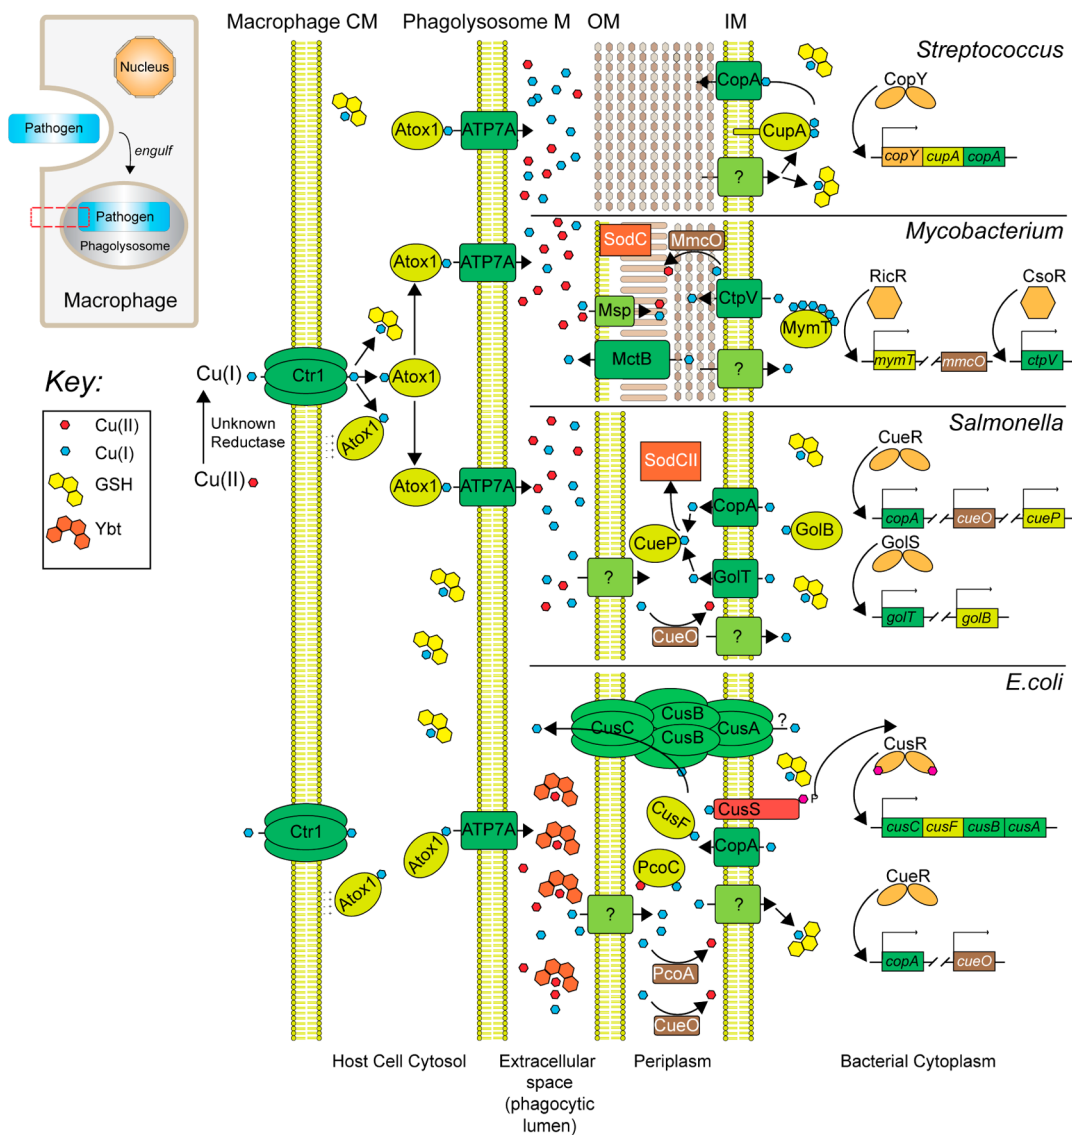 Macrophage CM
Phagolysosome M
OM
IM
Nucleus
Pathogen
engulf
Pathogen
Phagolysosome
Macrophage
Key:
Cu(II)
Cu(I)
GSH
Ybt
Cu(I)
Unknown
Reductase
Cu(II)
Ctr1
Atox1
Atox1
Atox1
ATP7A
Atox1
ATP7A
Atox1
ATP7A
Ctr1
Atox1
Atox1
ATP7A
Streptococcus
CopA
CupA
?
CopY
copY
cupA
copA
Mycobacterium
SodC
MmcO
Msp
CtpV
MymT
MctB
?
RicR
CsoR
mymT
mmcO
ctpV
Salmonella
SodCII
CopA
CueP
GolB
?
GolT
CueO
?
CueR
copA
cueO
cueP
GolS
golT
golB
E.coli
CusC
CusB
CusB
CusA
?
CusF
CusS
P
CopA
PcoC
?
?
PcoA
CueO
CusR
cusC
cusF
cusB
cusA
CueR
copA
cueO
Host Cell Cytosol
Extracellular
space
(phagocytic
lumen)
Periplasm
Bacterial Cytoplasm